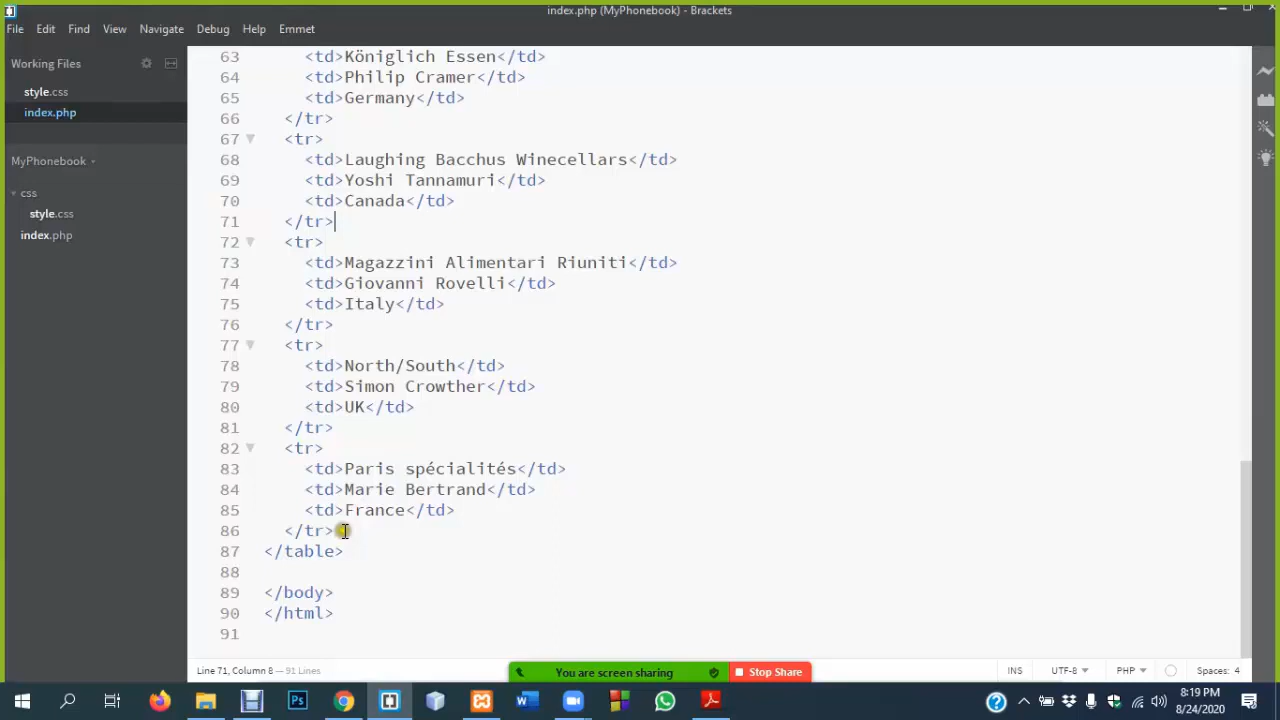 index.php (MyPhonebook) - Brackets
File Edit Find View Navigate Debug Help Emmet
Working Files
style.css
index.php
MyPhonebook
css
style.css
index.php
63 <td>Königlich Essen</td>
64 <td>Philip Cramer</td>
65 <td>Germany</td>
66 </tr>
67 <tr>
68 <td>Laughing Bacchus Winecellars</td>
69 <td>Yoshi Tannamuri</td>
70 <td>Canada</td>
71 </tr>
72 <tr>
73 <td>Magazzini Alimentari Riuniti</td>
74 <td>Giovanni Rovelli</td>
75 <td>Italy</td>
76 </tr>
77 <tr>
78 <td>North/South</td>
79 <td>Simon Crowther</td>
80 <td>UK</td>
81 </tr>
82 <tr>
83 <td>Paris spécialités</td>
84 <td>Marie Bertrand</td>
85 <td>France</td>
86 </tr>
87 </table>
88
89 </body>
90 </html>
91
Line 71, Column 8 — 91 Lines
INS UTF-8 PHP Spaces: 4
You are screen sharing Stop Share
8:19 PM
8/24/2020